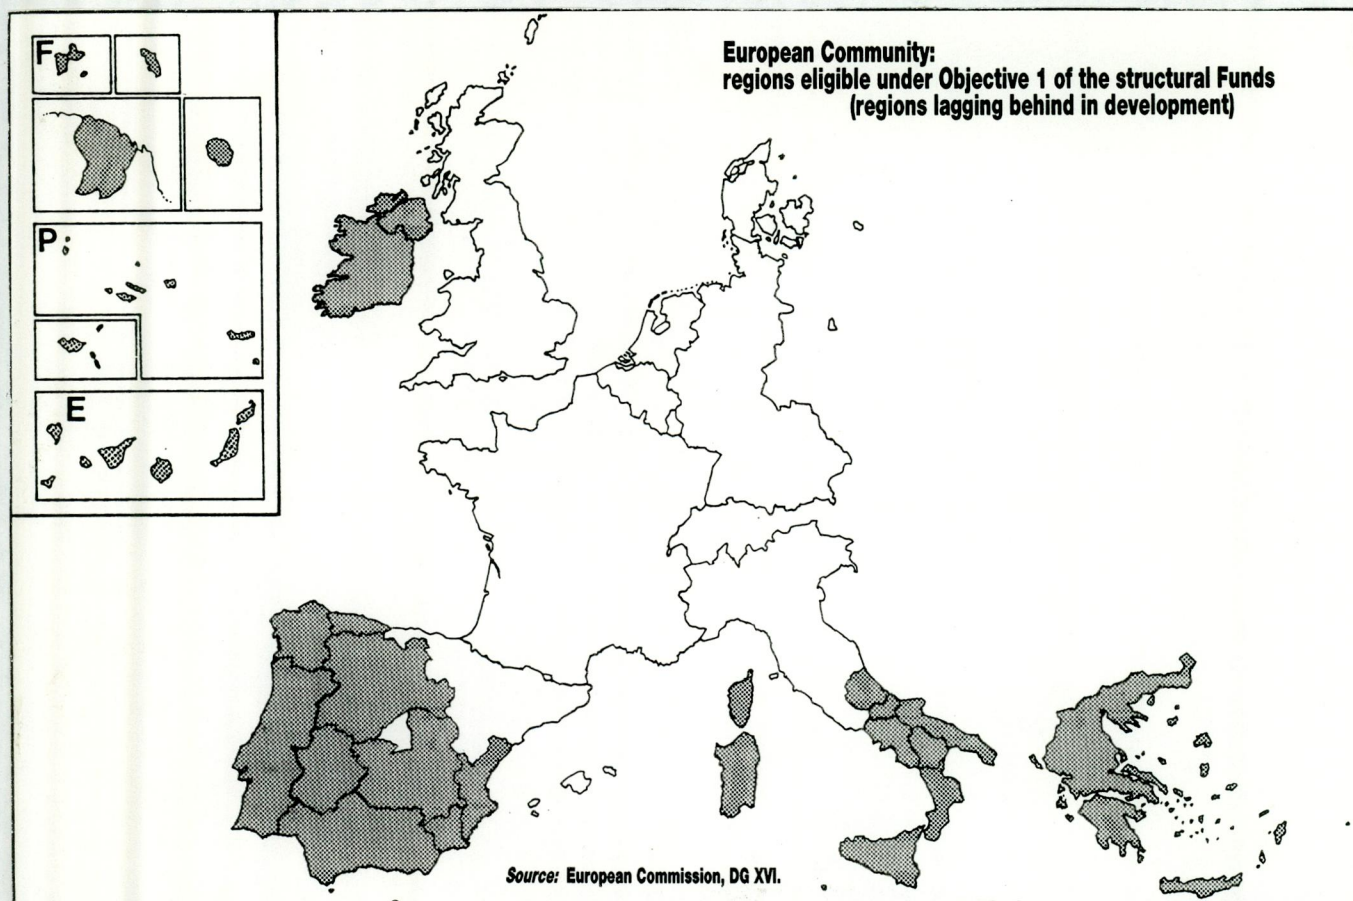 European Community:
regions eligible under Objective 1 of the structural Funds
(regions lagging behind in development)
F
P
E
Source: European Commission, DG XVI.